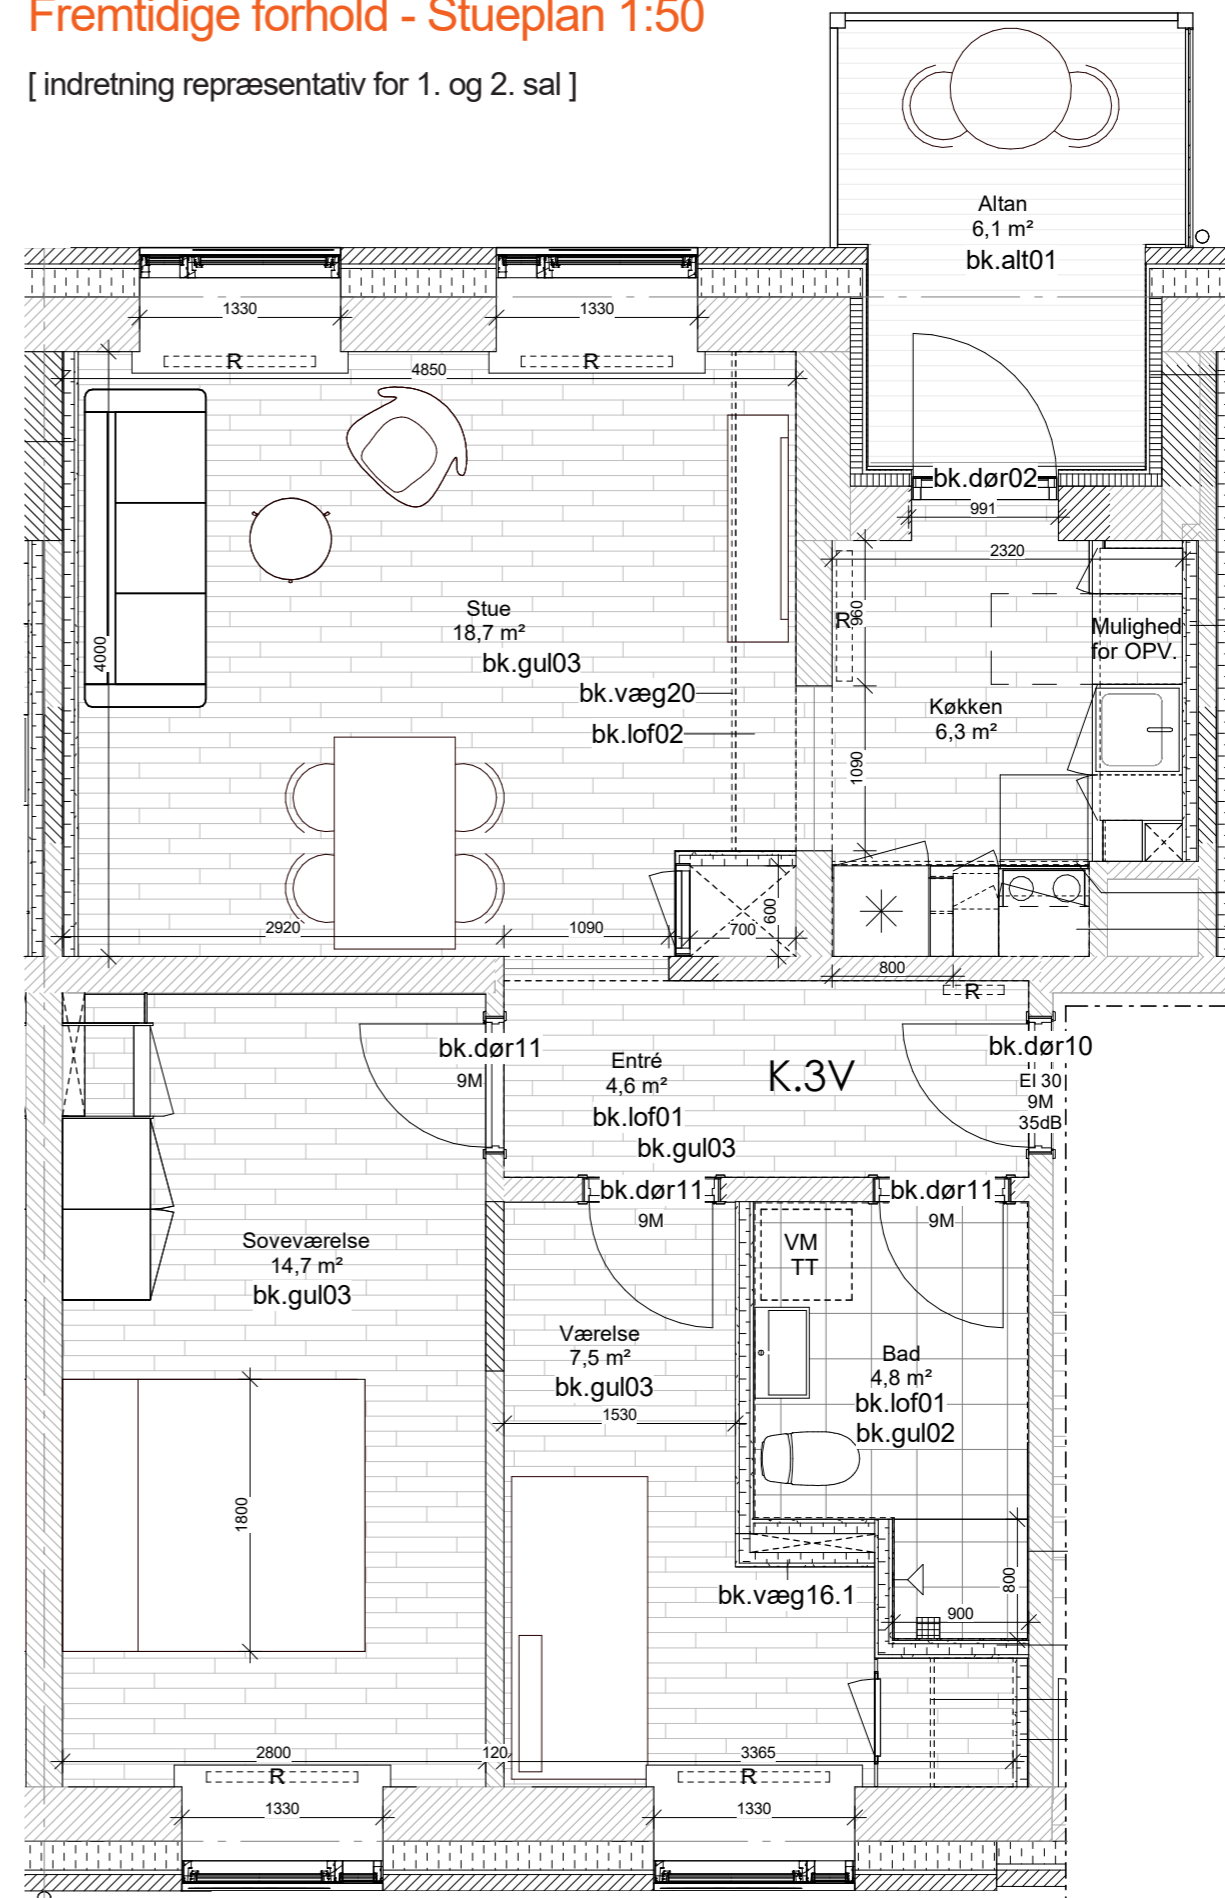 Fremtidige forhold - Stueplan 1:50
[ indretning repræsentativ for 1. og 2. sal ]
Altan
6,1 m²
bk.alt01
1330
1330
R
R
4850
bk.dør02
991
2320
Stue
18,7 m²
bk.gul03
4000
R
960
Mulighed
for OPV.
bk.væg20
bk.lof02
Køkken
6,3 m²
1090
2920
1090
700
600
800
R
bk.dør11
9M
Entré
4,6 m²
bk.lof01
bk.gul03
K.3V
bk.dør10
EI 30
9M
35dB
bk.dør11
9M
bk.dør11
9M
Soveværelse
14,7 m²
bk.gul03
VM
TT
Værelse
7,5 m²
bk.gul03
1530
Bad
4,8 m²
bk.lof01
bk.gul02
1800
bk.væg16.1
800
900
2800
120
3365
R
R
1330
1330